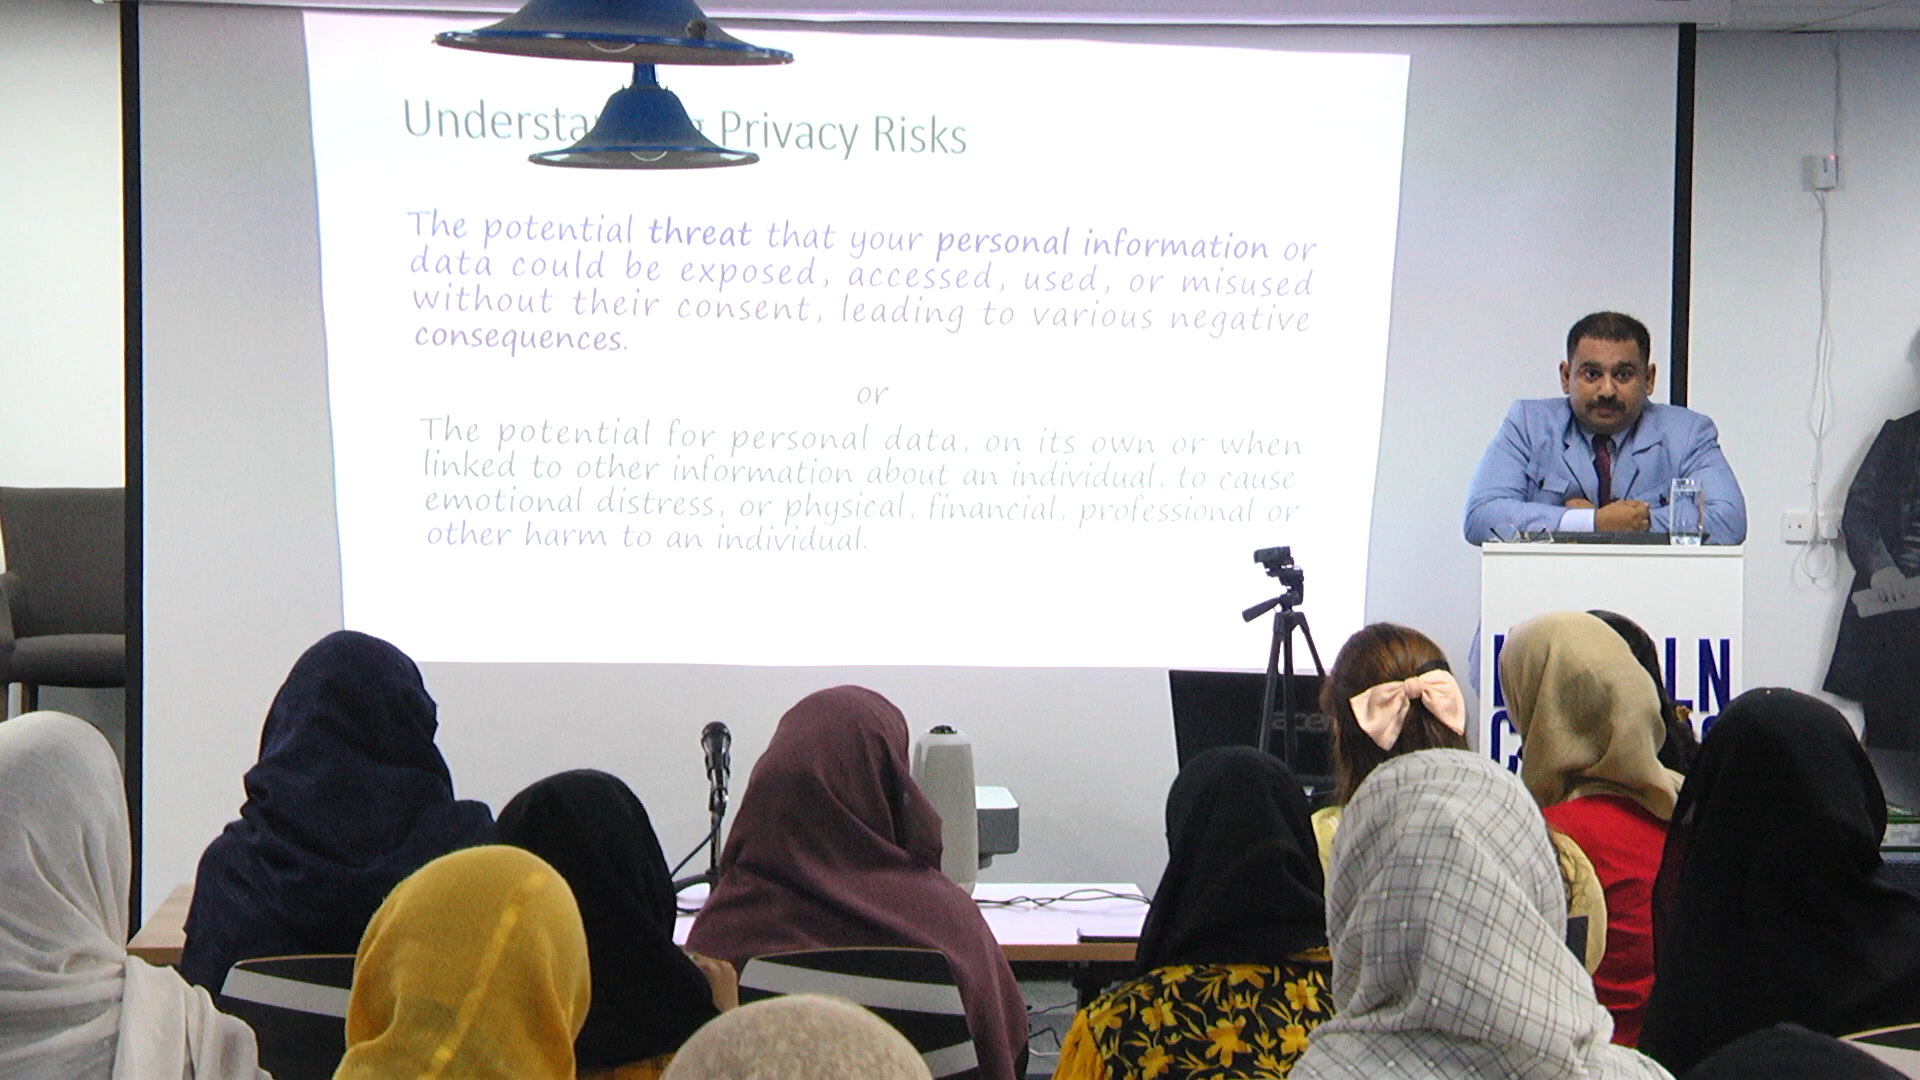 Privacy Risks
The potential threat that your personal information or
data could be exposed, accessed, used, or misused
without their consent, leading to various negative
consequences.
or
The potential for personal data, on its own or when
linked to other information about an individual, to cause
emotional distress, or physical, financial, professional or
other harm to an individual.
acer